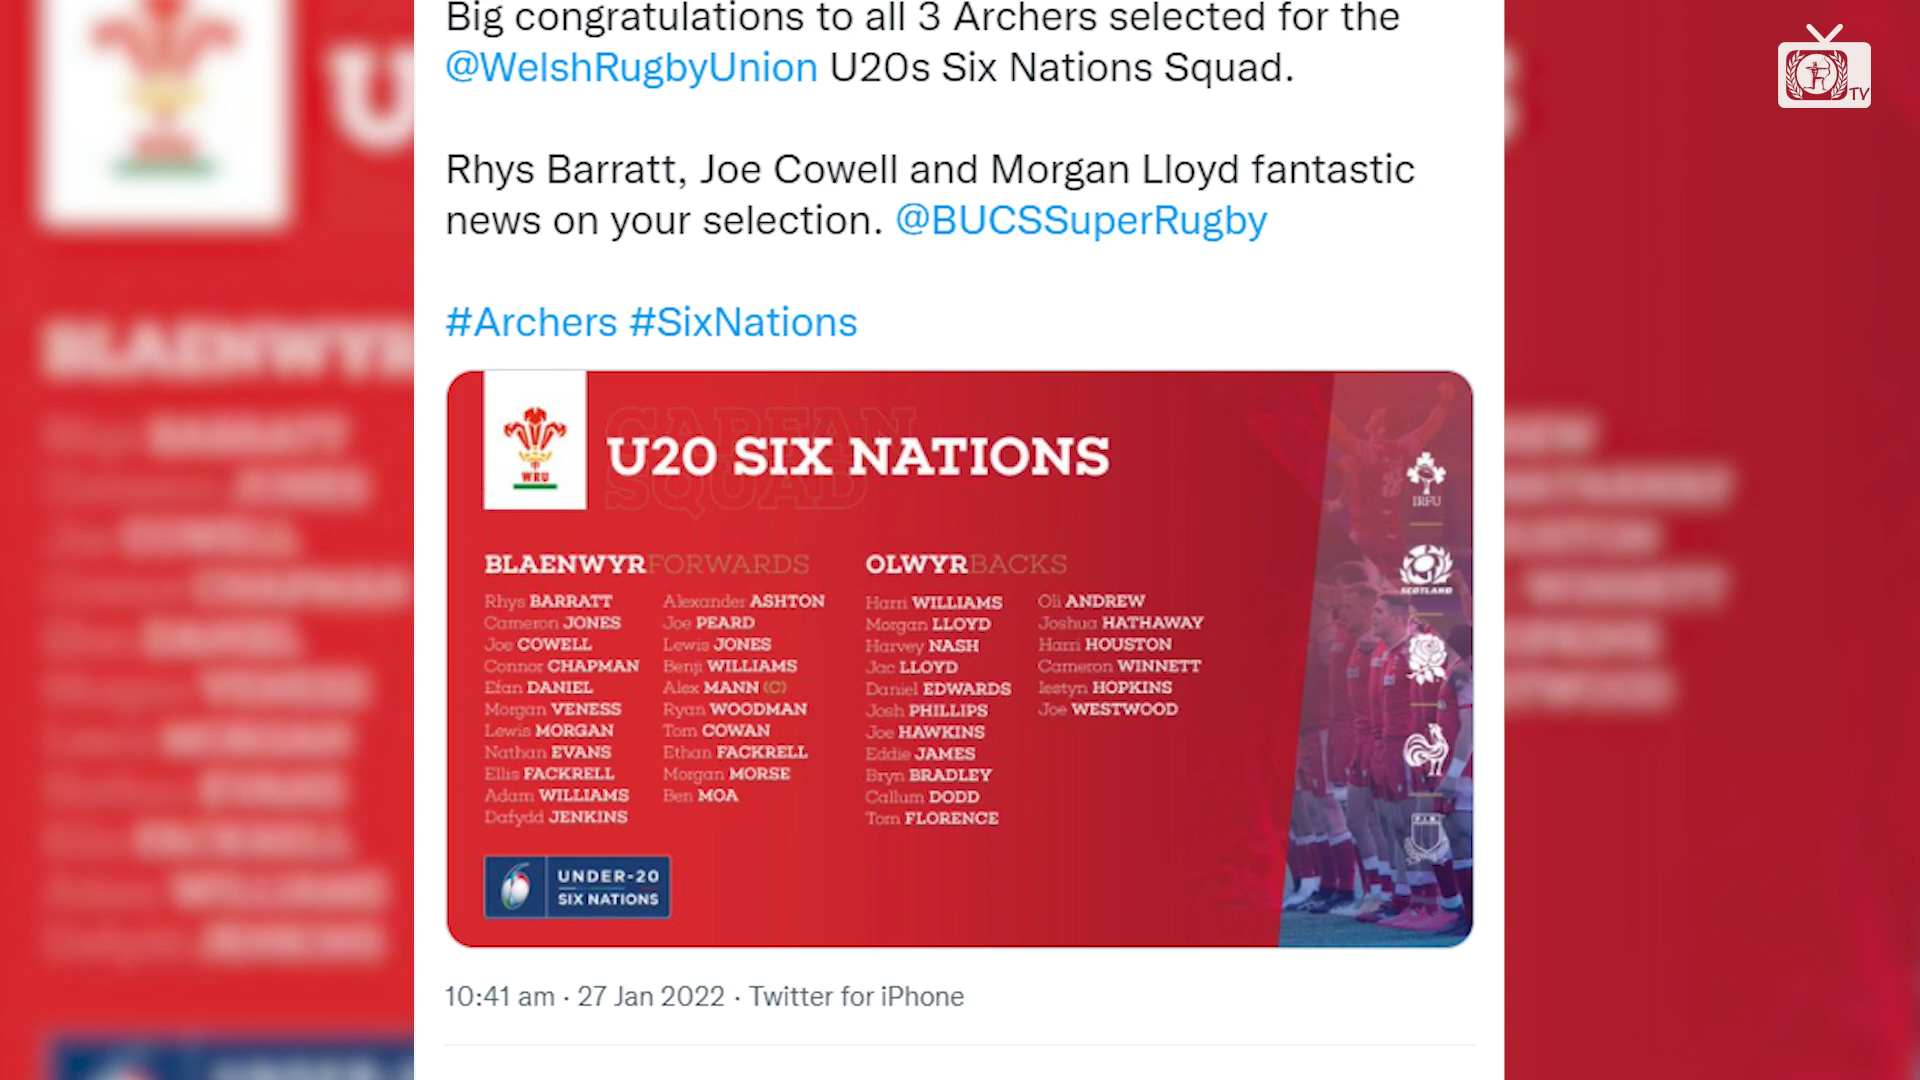 Big congratulations to all 3 Archers selected for the
@WelshRugbyUnion U20s Six Nations Squad.
Rhys Barratt, Joe Cowell and Morgan Lloyd fantastic
news on your selection. @BUCSSuperRugby
#Archers #SixNations
WRU
CARFAN
SQUAD
U20 SIX NATIONS
BLAENWYR FORWARDS
Rhys BARRATT
Cameron JONES
Joe COWELL
Connor CHAPMAN
Efan DANIEL
Morgan VENESS
Lewis MORGAN
Nathan EVANS
Ellis FACKRELL
Adam WILLIAMS
Dafydd JENKINS
Alexander ASHTON
Joe PEARD
Lewis JONES
Benji WILLIAMS
Alex MANN (C)
Ryan WOODMAN
Tom COWAN
Ethan FACKRELL
Morgan MORSE
Ben MOA
OLWYR BACKS
Harri WILLIAMS
Morgan LLOYD
Harvey NASH
Jac LLOYD
Daniel EDWARDS
Josh PHILLIPS
Joe HAWKINS
Eddie JAMES
Bryn BRADLEY
Callum DODD
Tom FLORENCE
Oli ANDREW
Joshua HATHAWAY
Harri HOUSTON
Cameron WINNETT
Iestyn HOPKINS
Joe WESTWOOD
IRFU
SCOTLAND
FIR
UNDER-20
SIX NATIONS
10:41 am · 27 Jan 2022 · Twitter for iPhone
TV